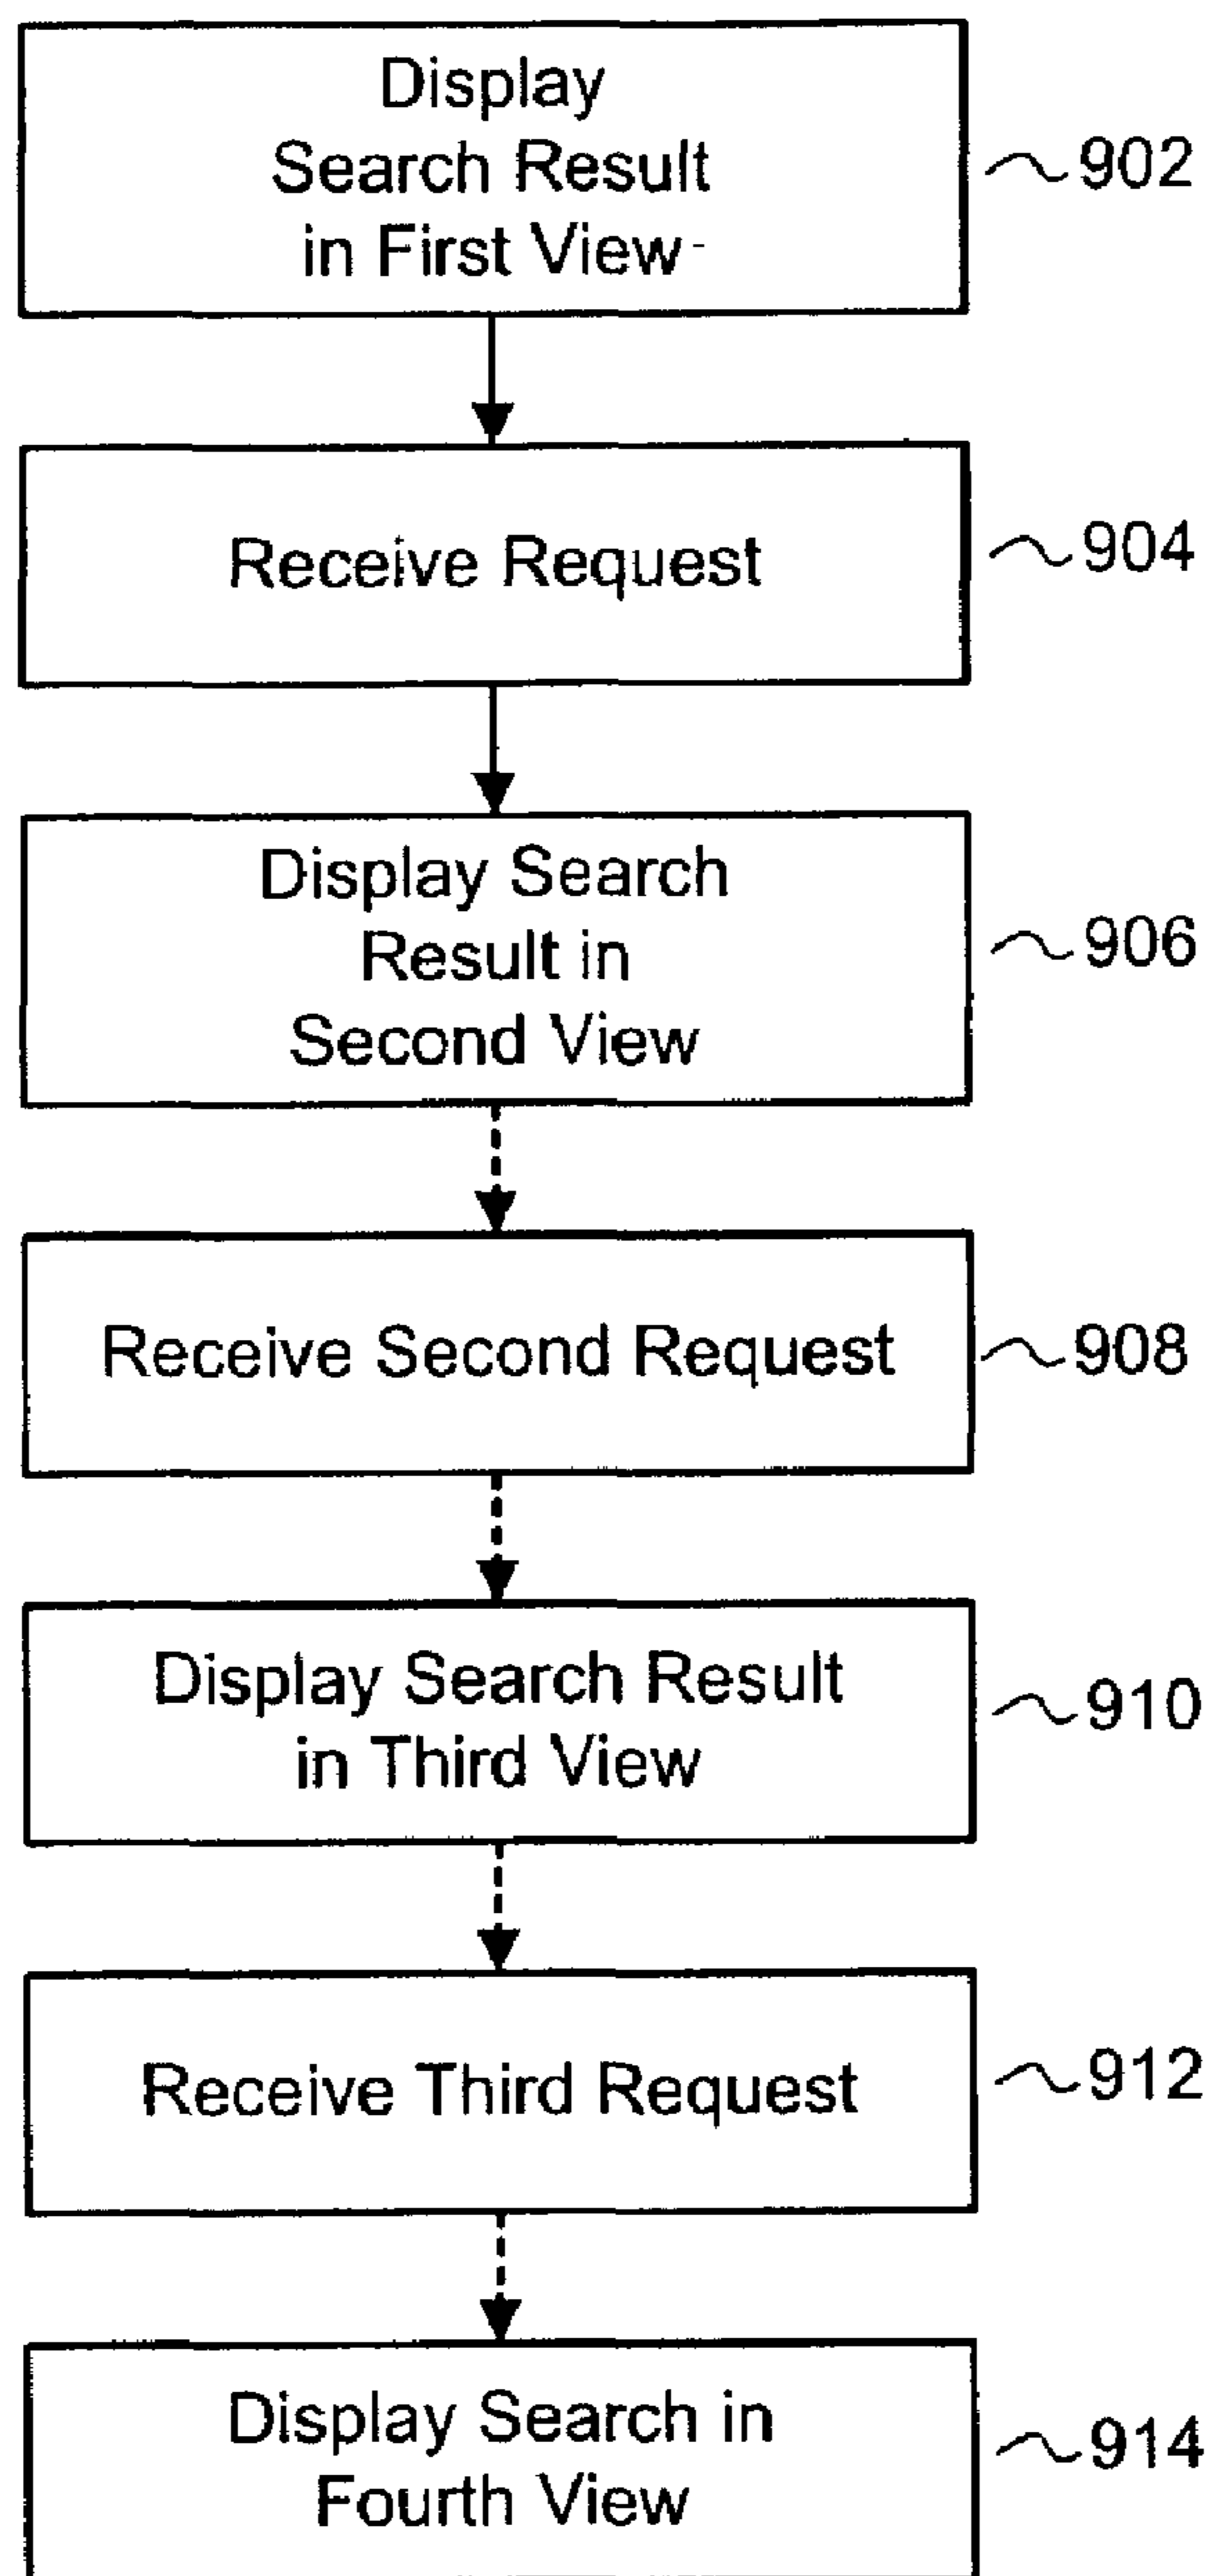 Display
Search Result
in First View
902
Receive Request
904
Display Search
Result in
Second View
906
Receive Second Request
908
Display Search Result
in Third View
910
Receive Third Request
912
Display Search in
Fourth View
914